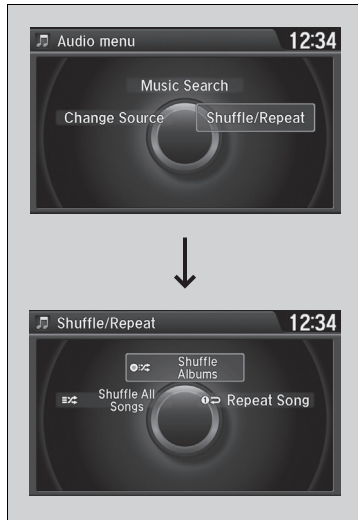 Audio menu 12:34
Music Search
Change Source Shuffle/Repeat
Shuffle/Repeat 12:34
Shuffle
Albums
Shuffle All
Songs
Repeat Song